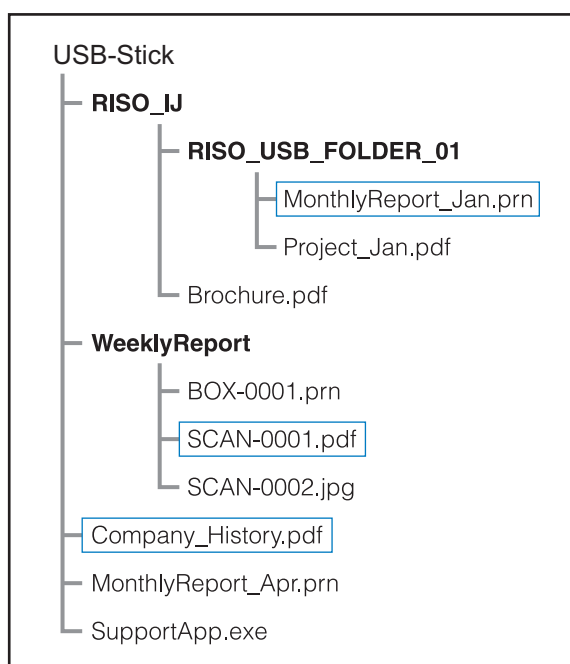 USB-Stick
RISO_IJ
RISO_USB_FOLDER_01
MonthlyReport_Jan.prn
Project_Jan.pdf
Brochure.pdf
WeeklyReport
BOX-0001.prn
SCAN-0001.pdf
SCAN-0002.jpg
Company_History.pdf
MonthlyReport_Apr.prn
SupportApp.exe